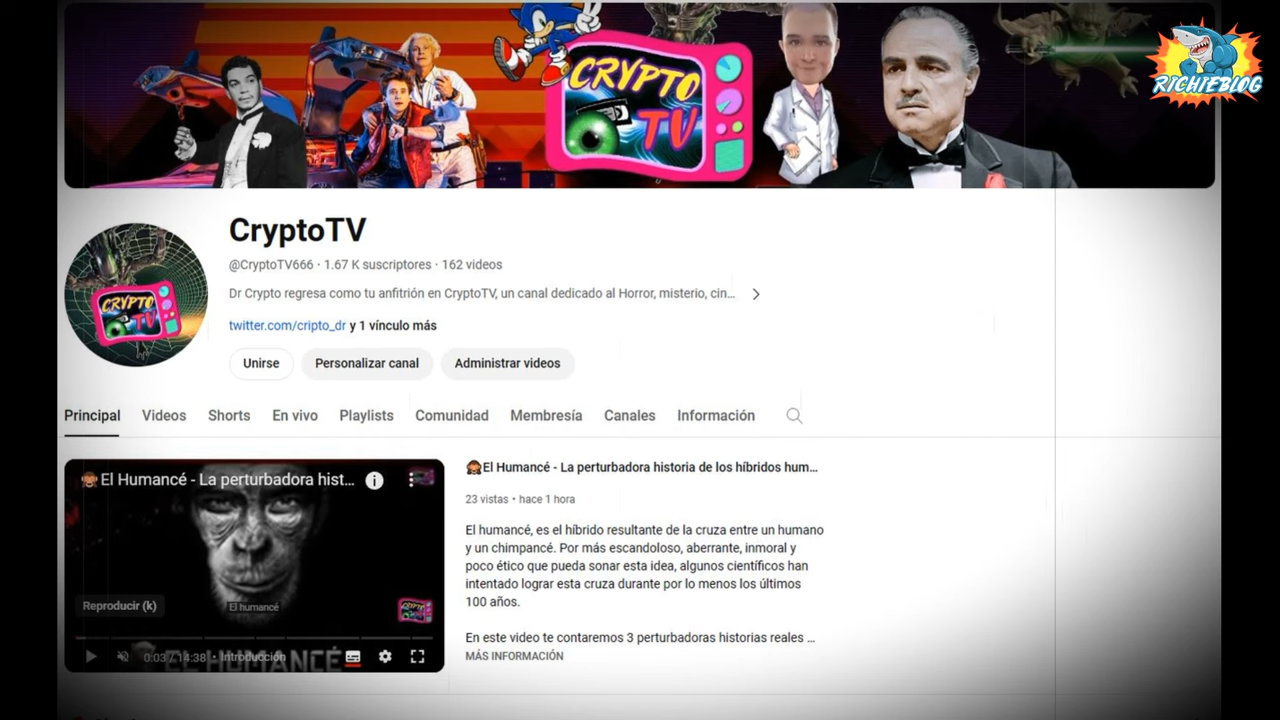 CRYPTO
TV
RICHIEBLOG
CryptoTV
@CryptoTV666 · 1.67 K suscriptores · 162 videos
Dr Crypto regresa como tu anfitrión en CryptoTV, un canal dedicado al Horror, misterio, cin...
twitter.com/cripto_dr y 1 vínculo más
Unirse Personalizar canal Administrar videos
Principal Videos Shorts En vivo Playlists Comunidad Membresía Canales Información
CRYPTO
TV
El Humancé - La perturbadora hist...
Reproducir (k)
El humancé
0:03 / 14:38 • Introducción
EL HUMANCÉ
El Humancé - La perturbadora historia de los híbridos hum...
23 vistas • hace 1 hora
El humancé, es el híbrido resultante de la cruza entre un humano
y un chimpancé. Por más escandoloso, aberrante, inmoral y
poco ético que pueda sonar esta idea, algunos científicos han
intentado lograr esta cruza durante por lo menos los últimos
100 años.
En este video te contaremos 3 perturbadoras historias reales ...
MÁS INFORMACIÓN